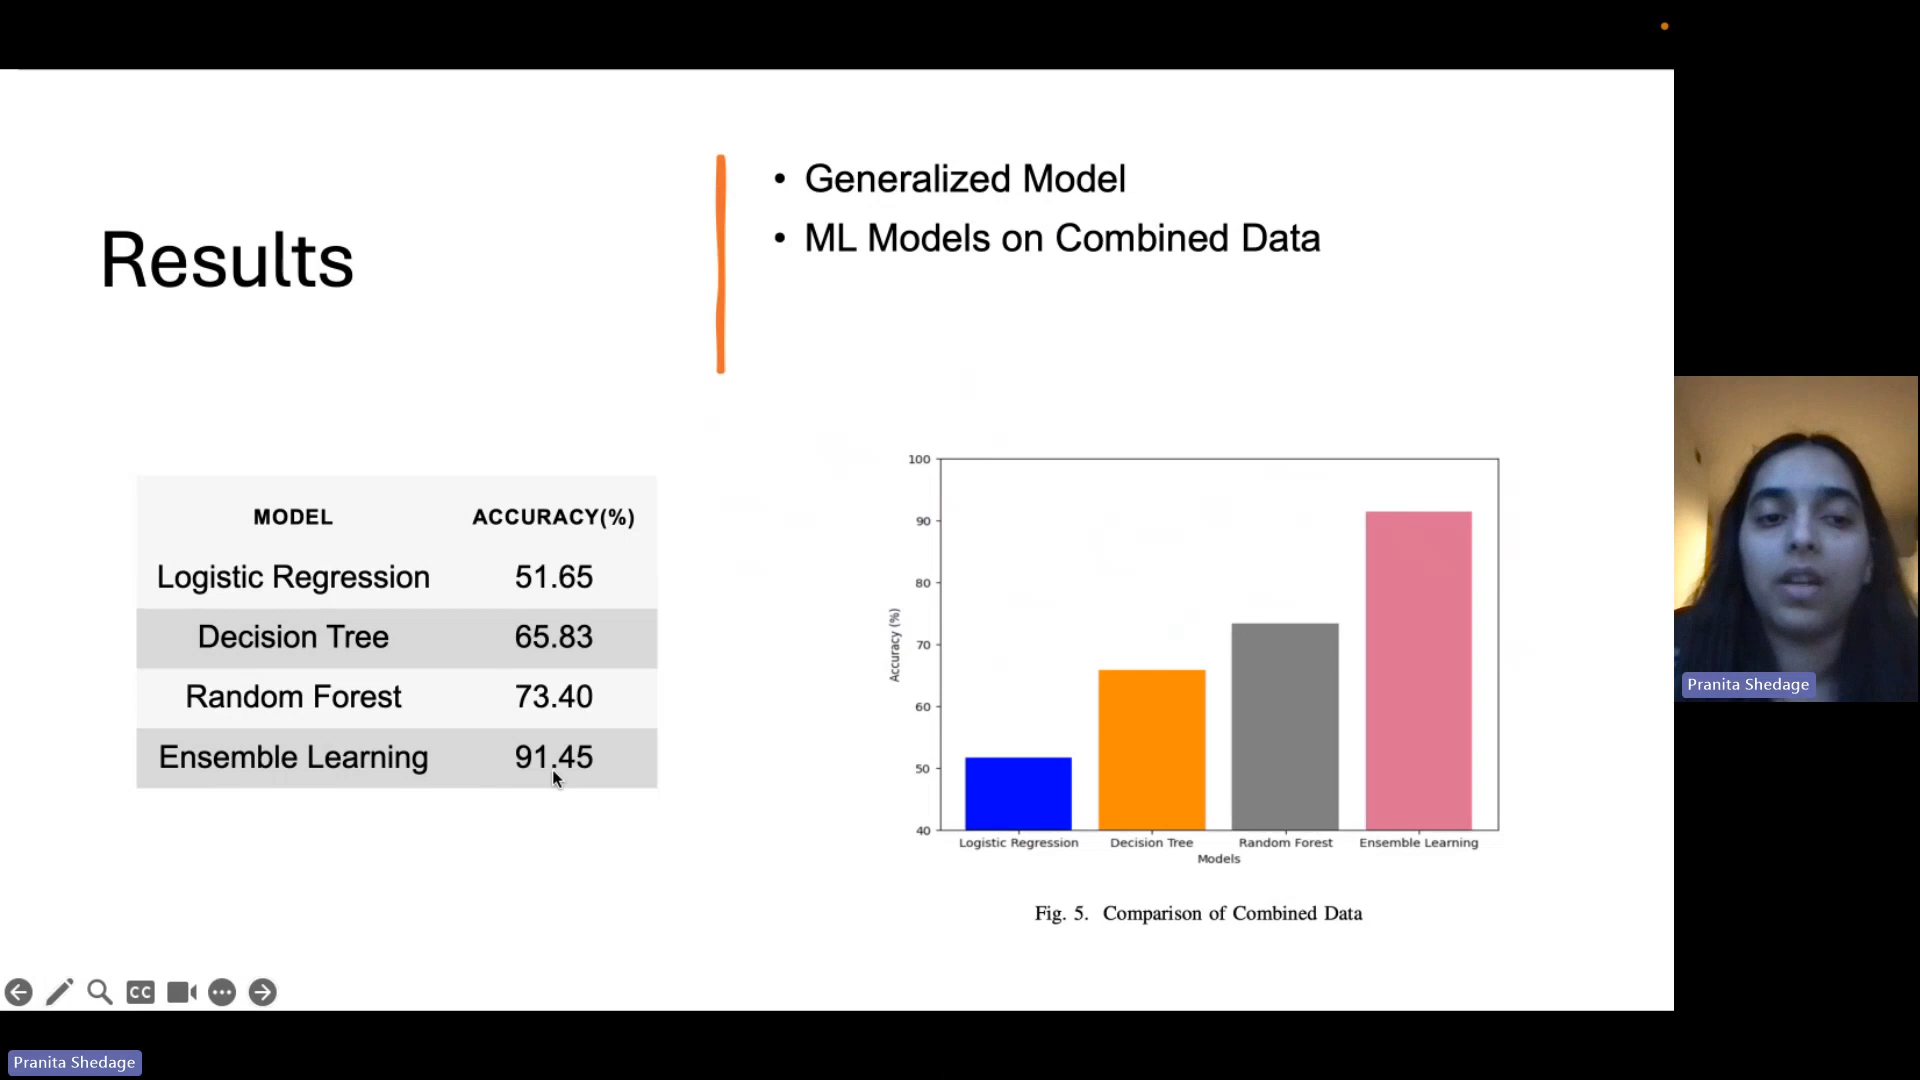 Results
• Generalized Model
• ML Models on Combined Data
MODEL ACCURACY(%)
Logistic Regression 51.65
Decision Tree 65.83
Random Forest 73.40
Ensemble Learning 91.45
100
90
80
70
60
50
40
Accuracy (%)
Logistic Regression Decision Tree Random Forest Ensemble Learning
Models
Fig. 5. Comparison of Combined Data
CC
Pranita Shedage
Pranita Shedage